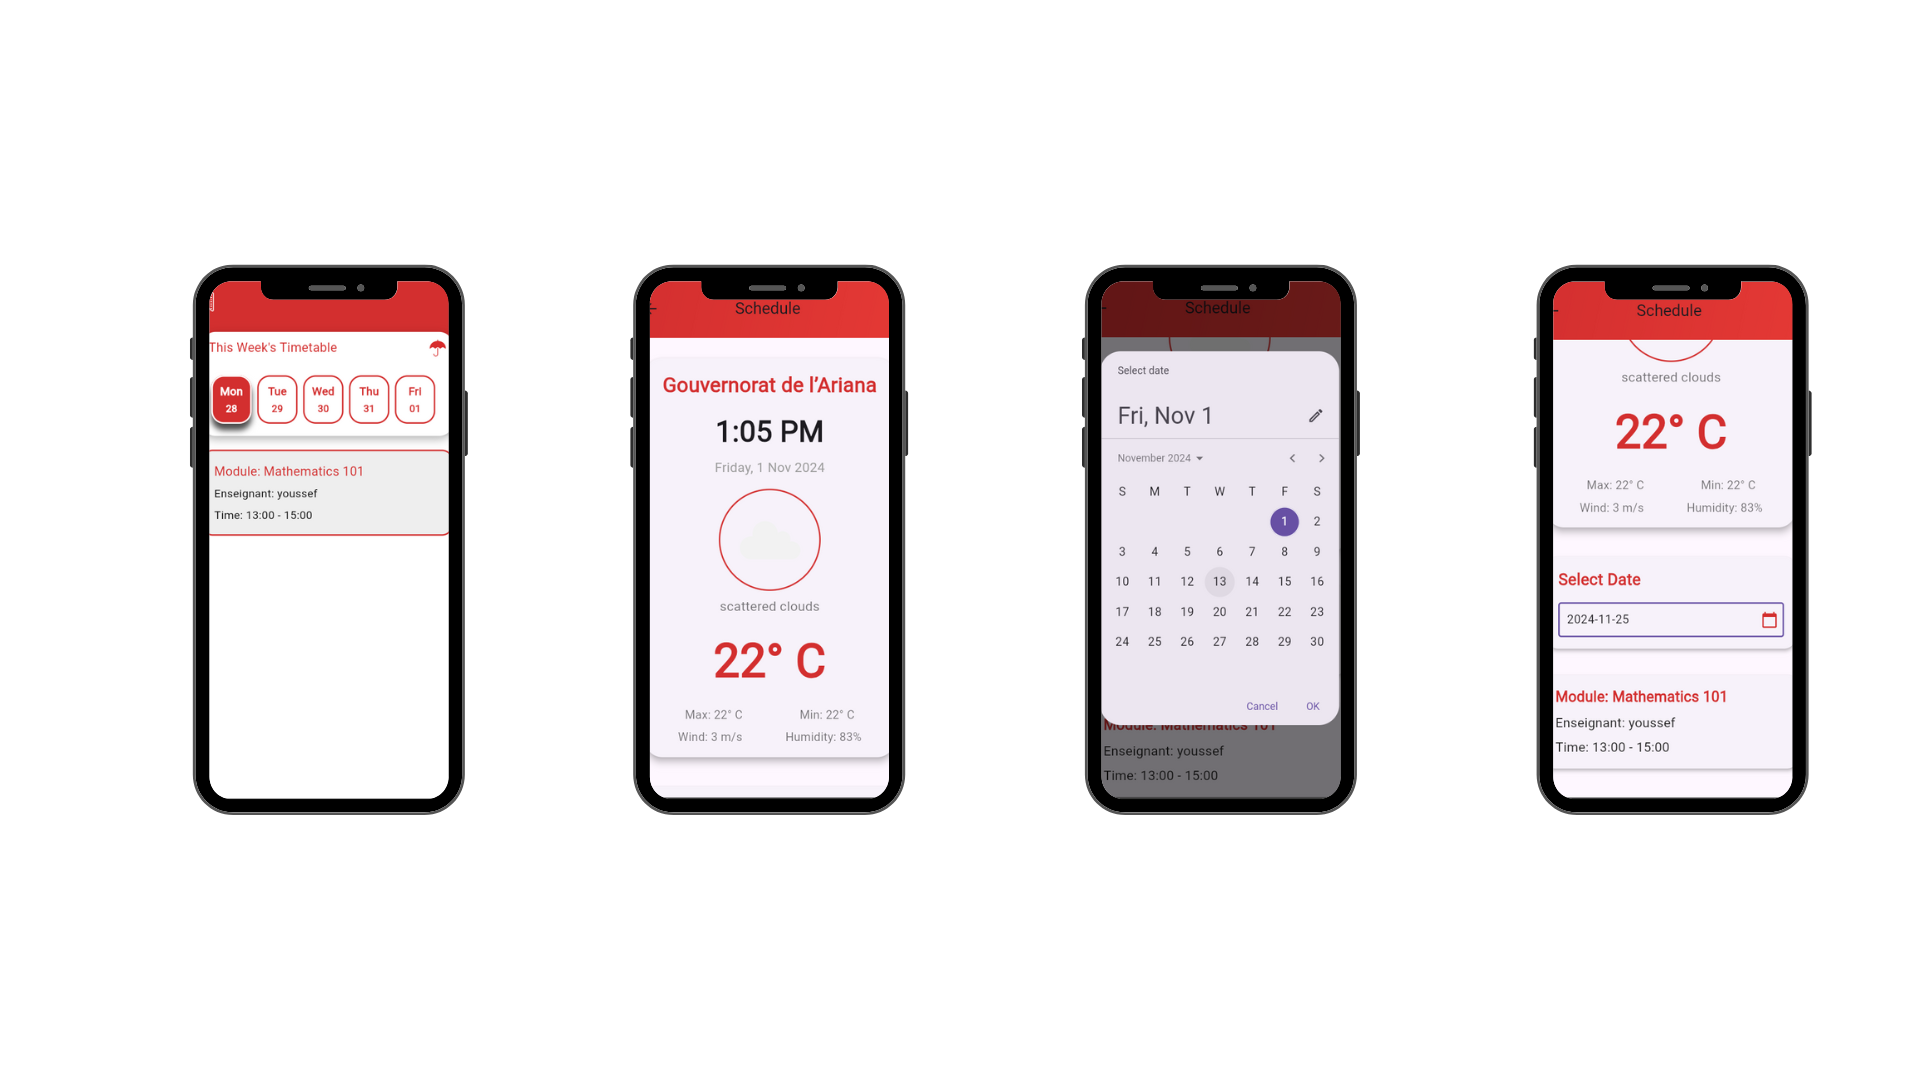 This Week's Timetable
Mon Tue Wed Thu Fri
28 29 30 31 01
Module: Mathematics 101
Enseignant: youssef
Time: 13:00 - 15:00
Schedule
Gouvernorat de l’Ariana
1:05 PM
Friday, 1 Nov 2024
scattered clouds
22° C
Max: 22° C Min: 22° C
Wind: 3 m/s Humidity: 83%
Schedule
Select date
Fri, Nov 1
November 2024
S M T W T F S
1 2
3 4 5 6 7 8 9
10 11 12 13 14 15 16
17 18 19 20 21 22 23
24 25 26 27 28 29 30
Cancel OK
Module: Mathematics 101
Enseignant: youssef
Time: 13:00 - 15:00
Schedule
scattered clouds
22° C
Max: 22° C Min: 22° C
Wind: 3 m/s Humidity: 83%
Select Date
2024-11-25
Module: Mathematics 101
Enseignant: youssef
Time: 13:00 - 15:00